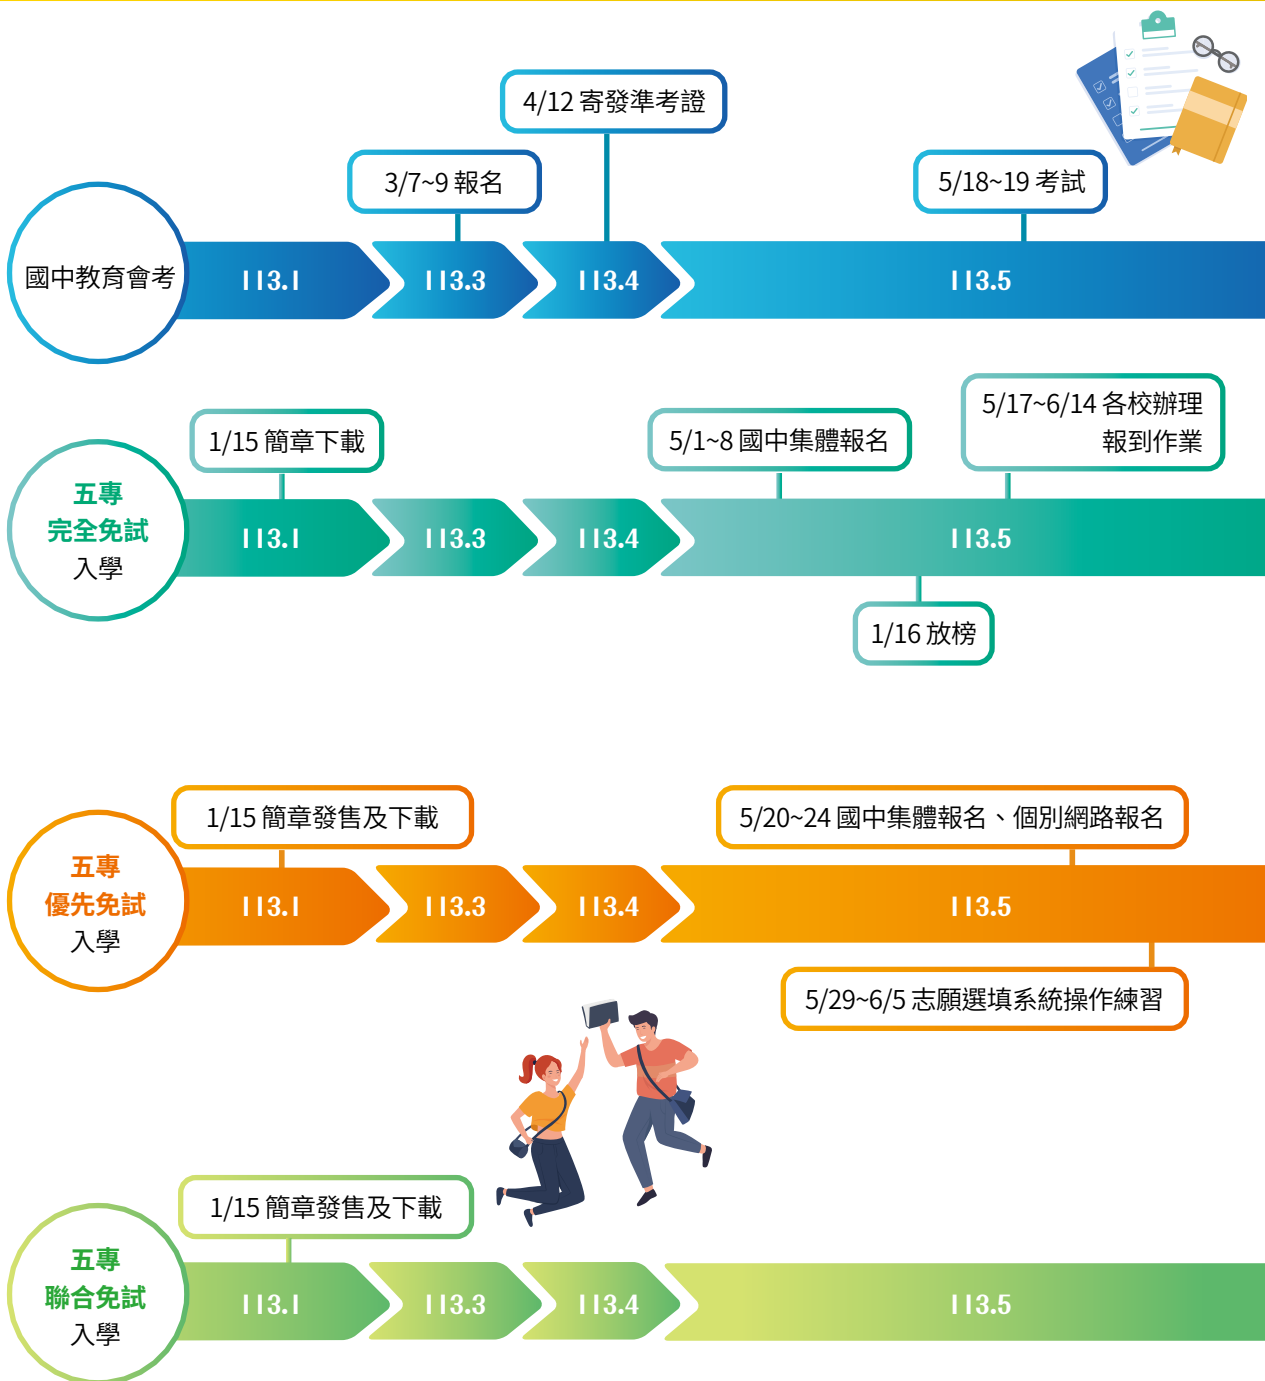 4/12 寄發準考證
3/7~9 報名
5/18~19 考試
國中教育會考
113.1
113.3
113.4
113.5
1/15 簡章下載
5/1~8 國中集體報名
5/17~6/14 各校辦理
報到作業
五專
完全免試
入學
113.1
113.3
113.4
113.5
1/16 放榜
1/15 簡章發售及下載
5/20~24 國中集體報名、個別網路報名
五專
優先免試
入學
113.1
113.3
113.4
113.5
5/29~6/5 志願選填系統操作練習
1/15 簡章發售及下載
五專
聯合免試
入學
113.1
113.3
113.4
113.5